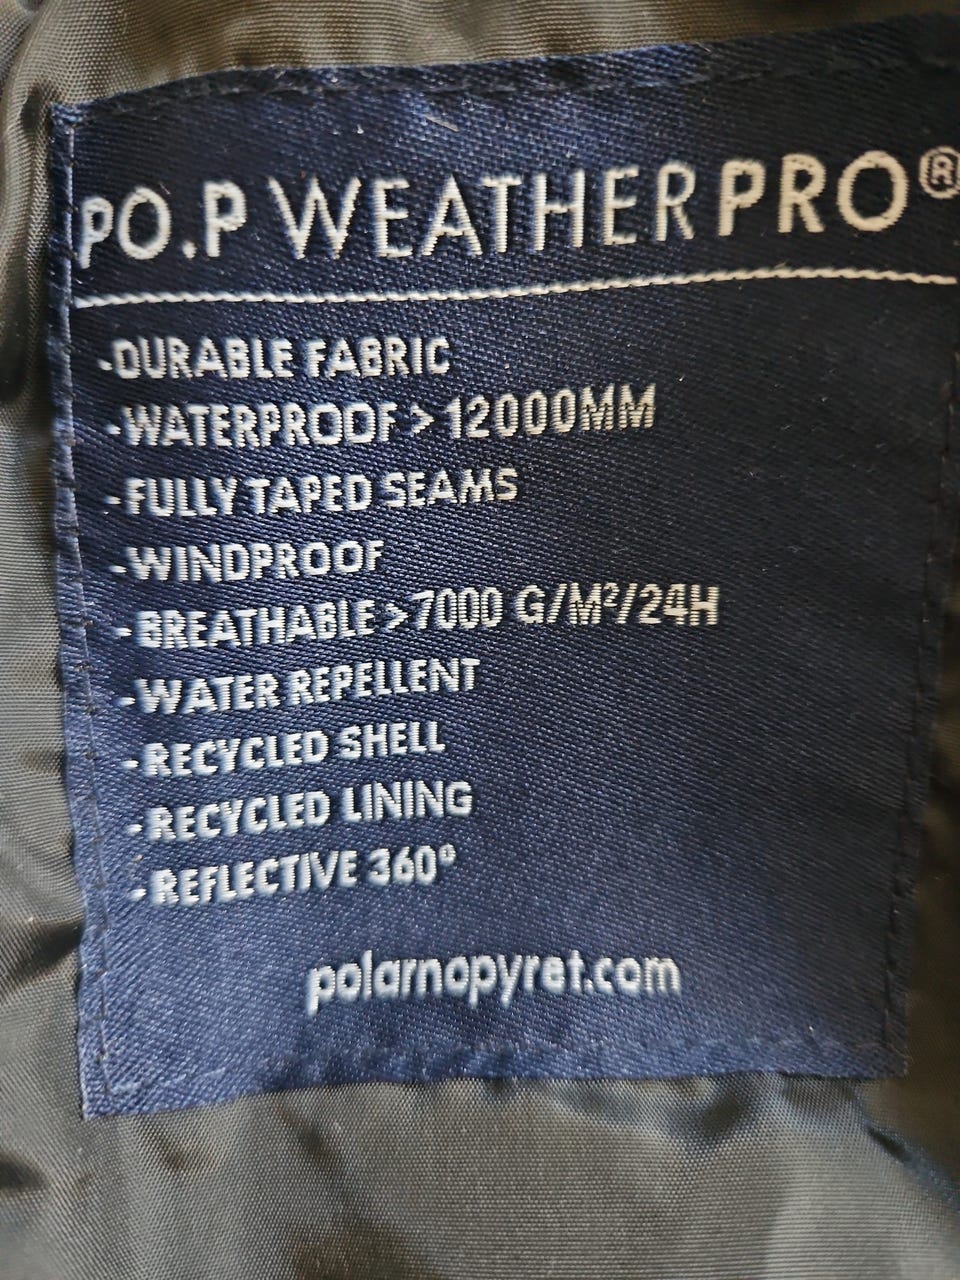 PO.P WEATHERPRO®
-DURABLE FABRIC
-WATERPROOF > 12000MM
-FULLY TAPED SEAMS
-WINDPROOF
-BREATHABLE >7000 G/M²/24H
-WATER REPELLENT
-RECYCLED SHELL
-RECYCLED LINING
-REFLECTIVE 360°
polarnopyret.com